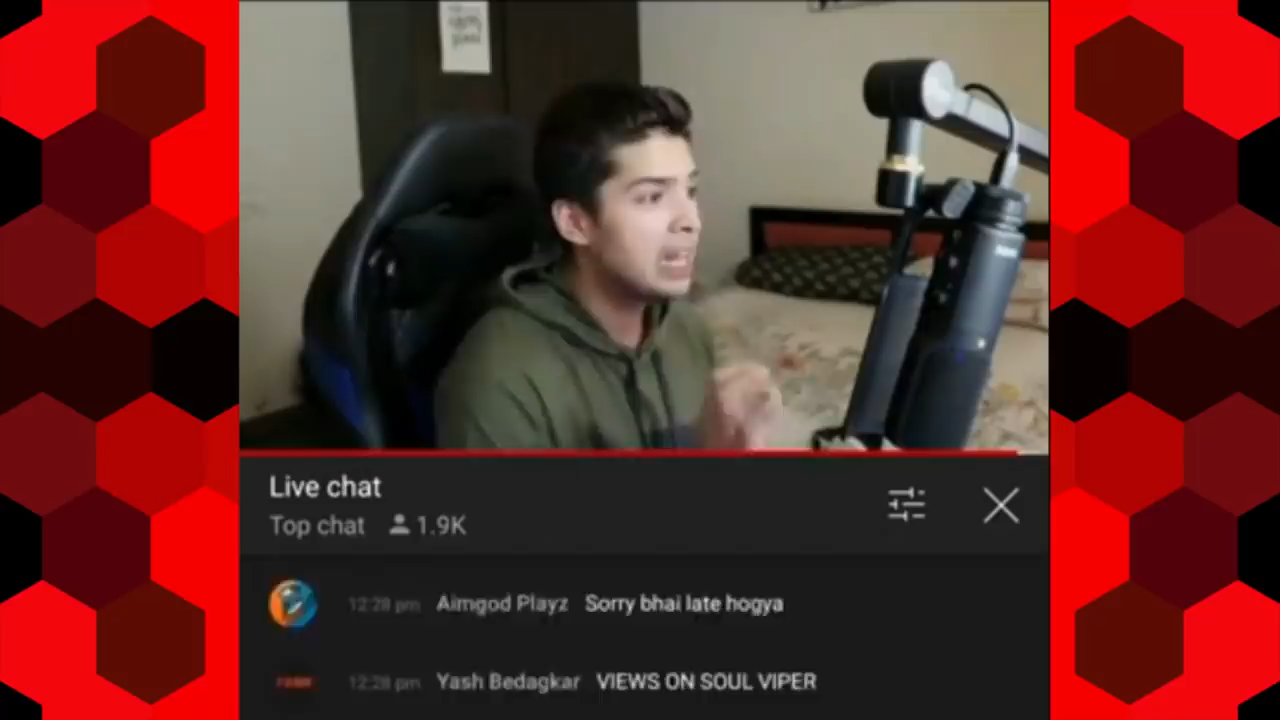 Live chat
Top chat 1.9K
12:28 pm Aimgod Playz Sorry bhai late hogya
12:28 pm Yash Bedagkar VIEWS ON SOUL VIPER